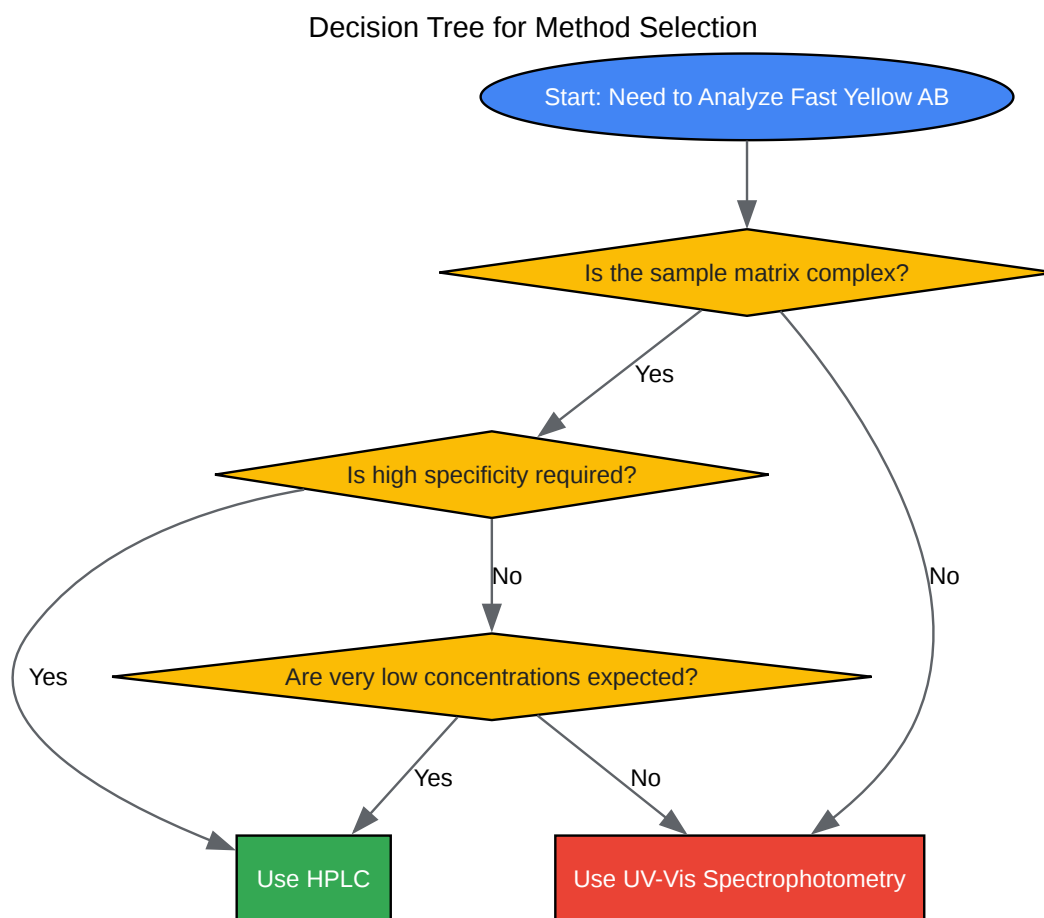 Decision Tree for Method Selection
Start: Need to Analyze Fast Yellow AB
Is the sample matrix complex?
Yes
Is high specificity required?
No
No
Yes
Are very low concentrations expected?
Yes
No
Use HPLC
Use UV-Vis Spectrophotometry